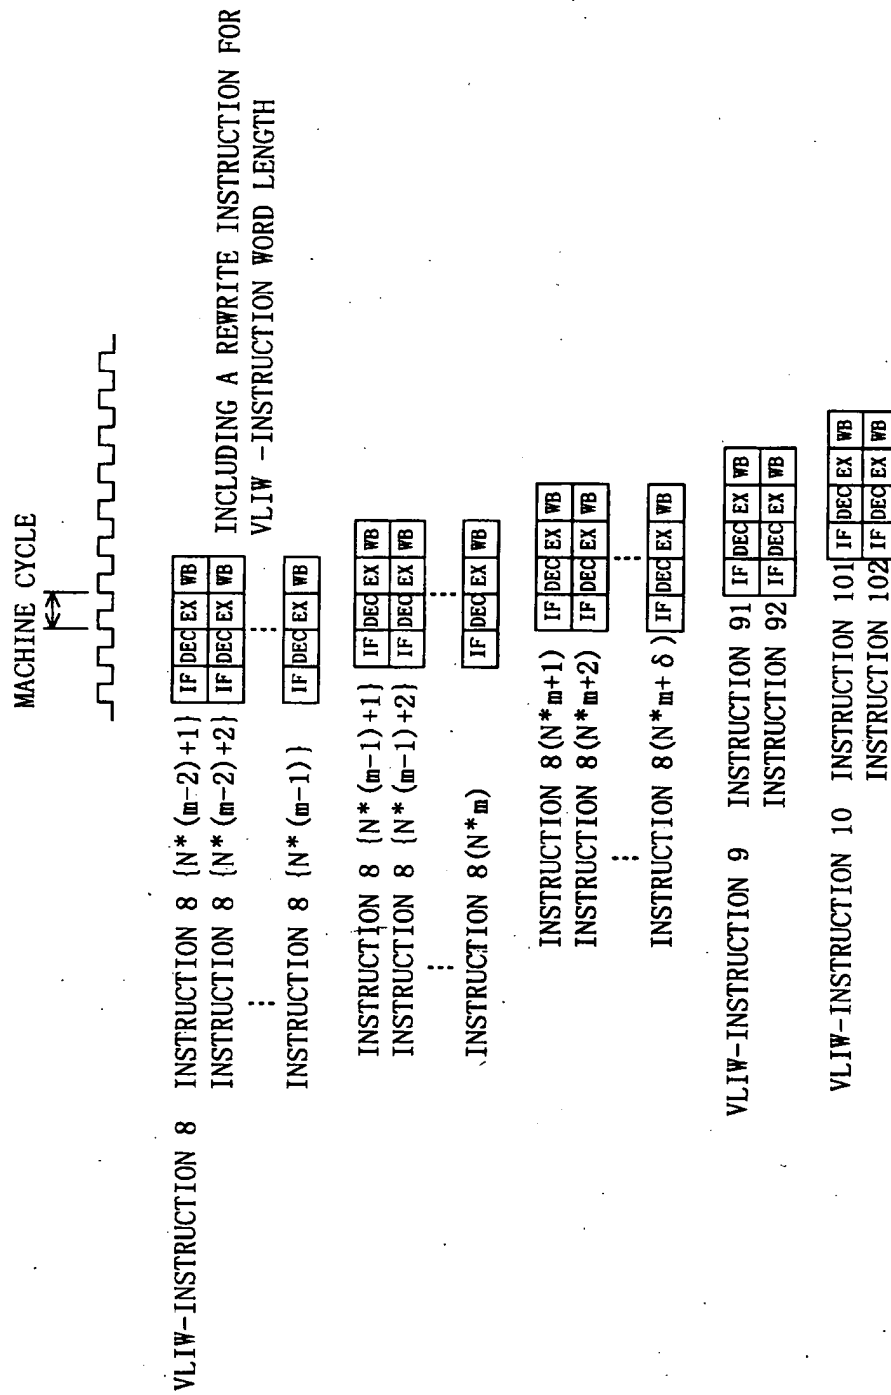 MACHINE CYCLE
VLIW-INSTRUCTION 8 INSTRUCTION 8 {N*(m-2)+1} IF DEC EX WB
INSTRUCTION 8 {N*(m-2)+2} IF DEC EX WB
INCLUDING A REWRITE INSTRUCTION FOR
VLIW -INSTRUCTION WORD LENGTH
INSTRUCTION 8 {N*(m-1)} IF DEC EX WB
INSTRUCTION 8 {N*(m-1)+1} IF DEC EX WB
INSTRUCTION 8 {N*(m-1)+2} IF DEC EX WB
INSTRUCTION 8(N*m) IF DEC EX WB
INSTRUCTION 8(N*m+1) IF DEC EX WB
INSTRUCTION 8(N*m+2) IF DEC EX WB
INSTRUCTION 8(N*m+ δ) IF DEC EX WB
VLIW-INSTRUCTION 9 INSTRUCTION 91 IF DEC EX WB
INSTRUCTION 92 IF DEC EX WB
VLIW-INSTRUCTION 10 INSTRUCTION 101 IF DEC EX WB
INSTRUCTION 102 IF DEC EX WB